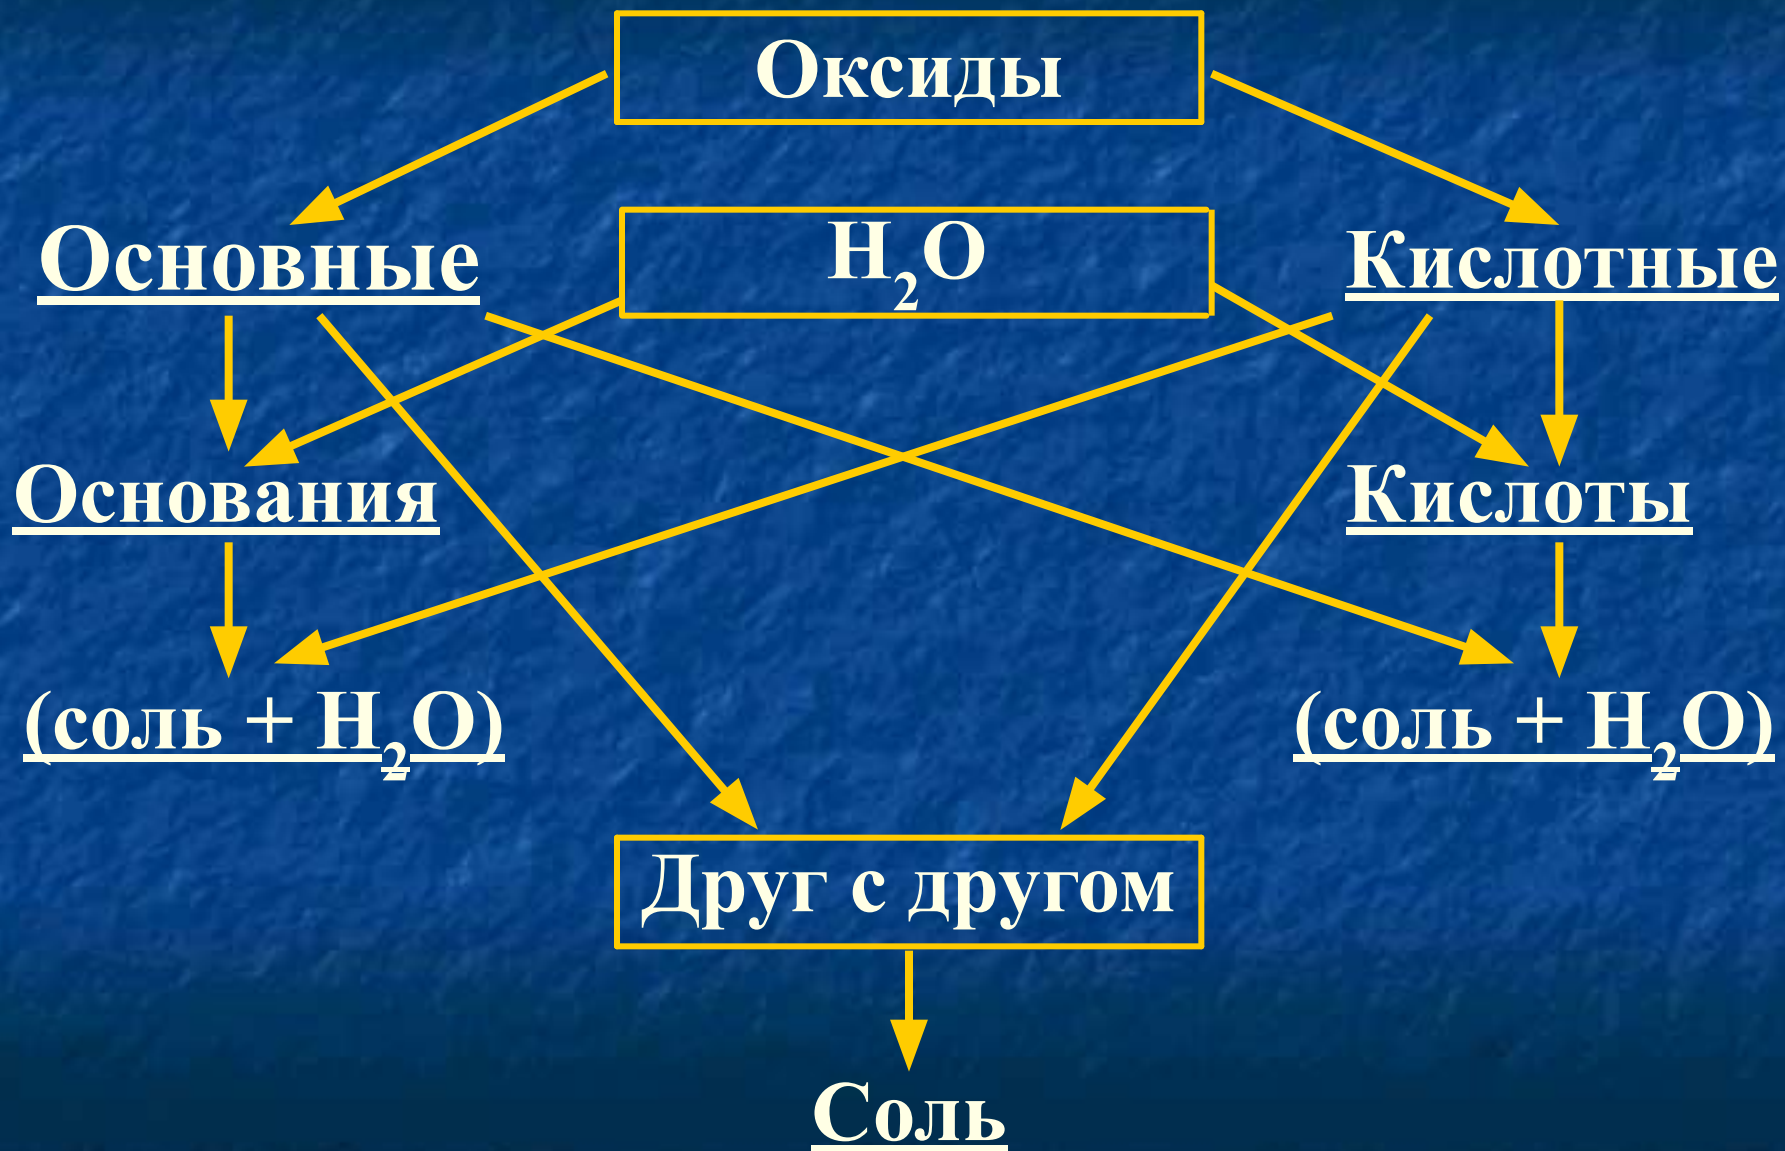 Оксиды
Основные
H₂O
Кислотные
Основания
Кислоты
(соль + H₂O)
(соль + H₂O)
Друг с другом
Соль